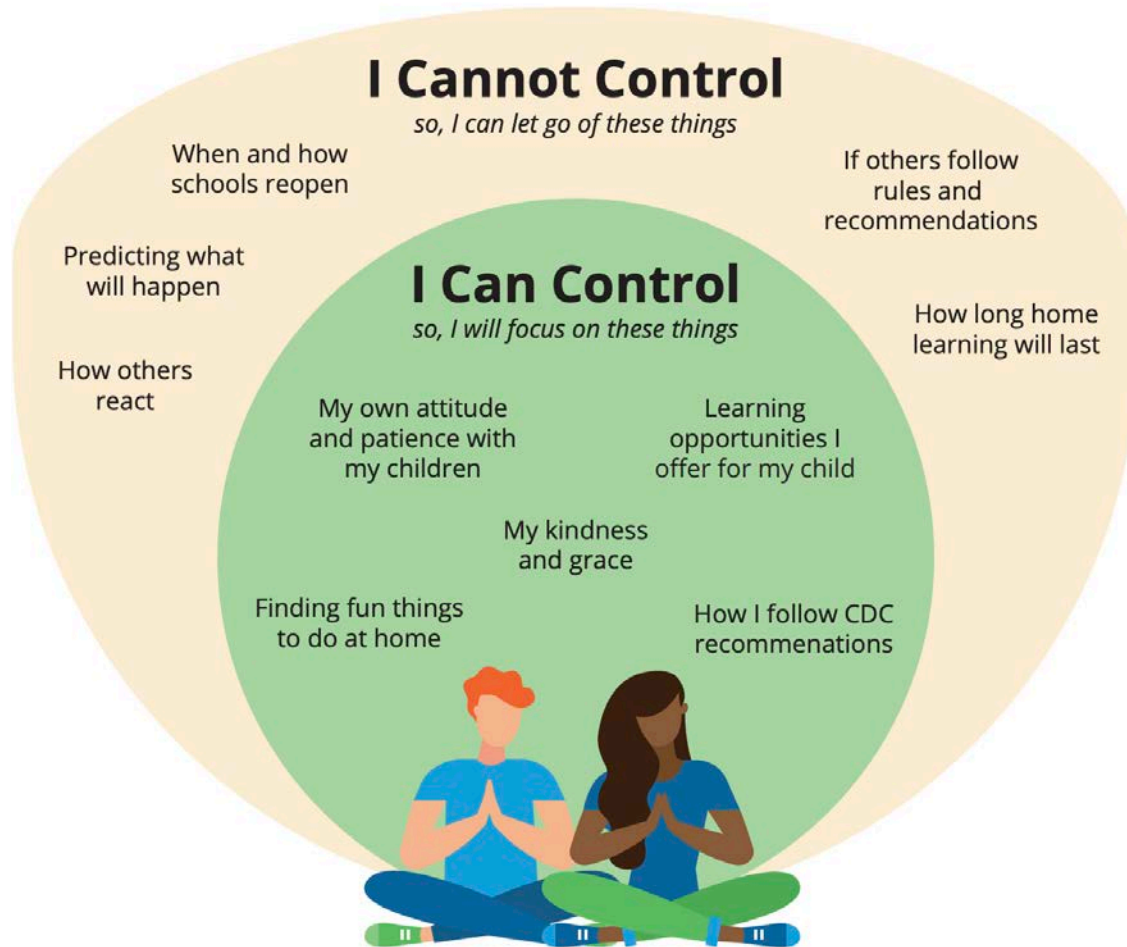 I Cannot Control
so, I can let go of these things
When and how
schools reopen
If others follow
rules and
recommendations
Predicting what
will happen
How long home
learning will last
How others
react
I Can Control
so, I will focus on these things
My own attitude
and patience with
my children
Learning
opportunities I
offer for my child
My kindness
and grace
Finding fun things
to do at home
How I follow CDC
recommenations